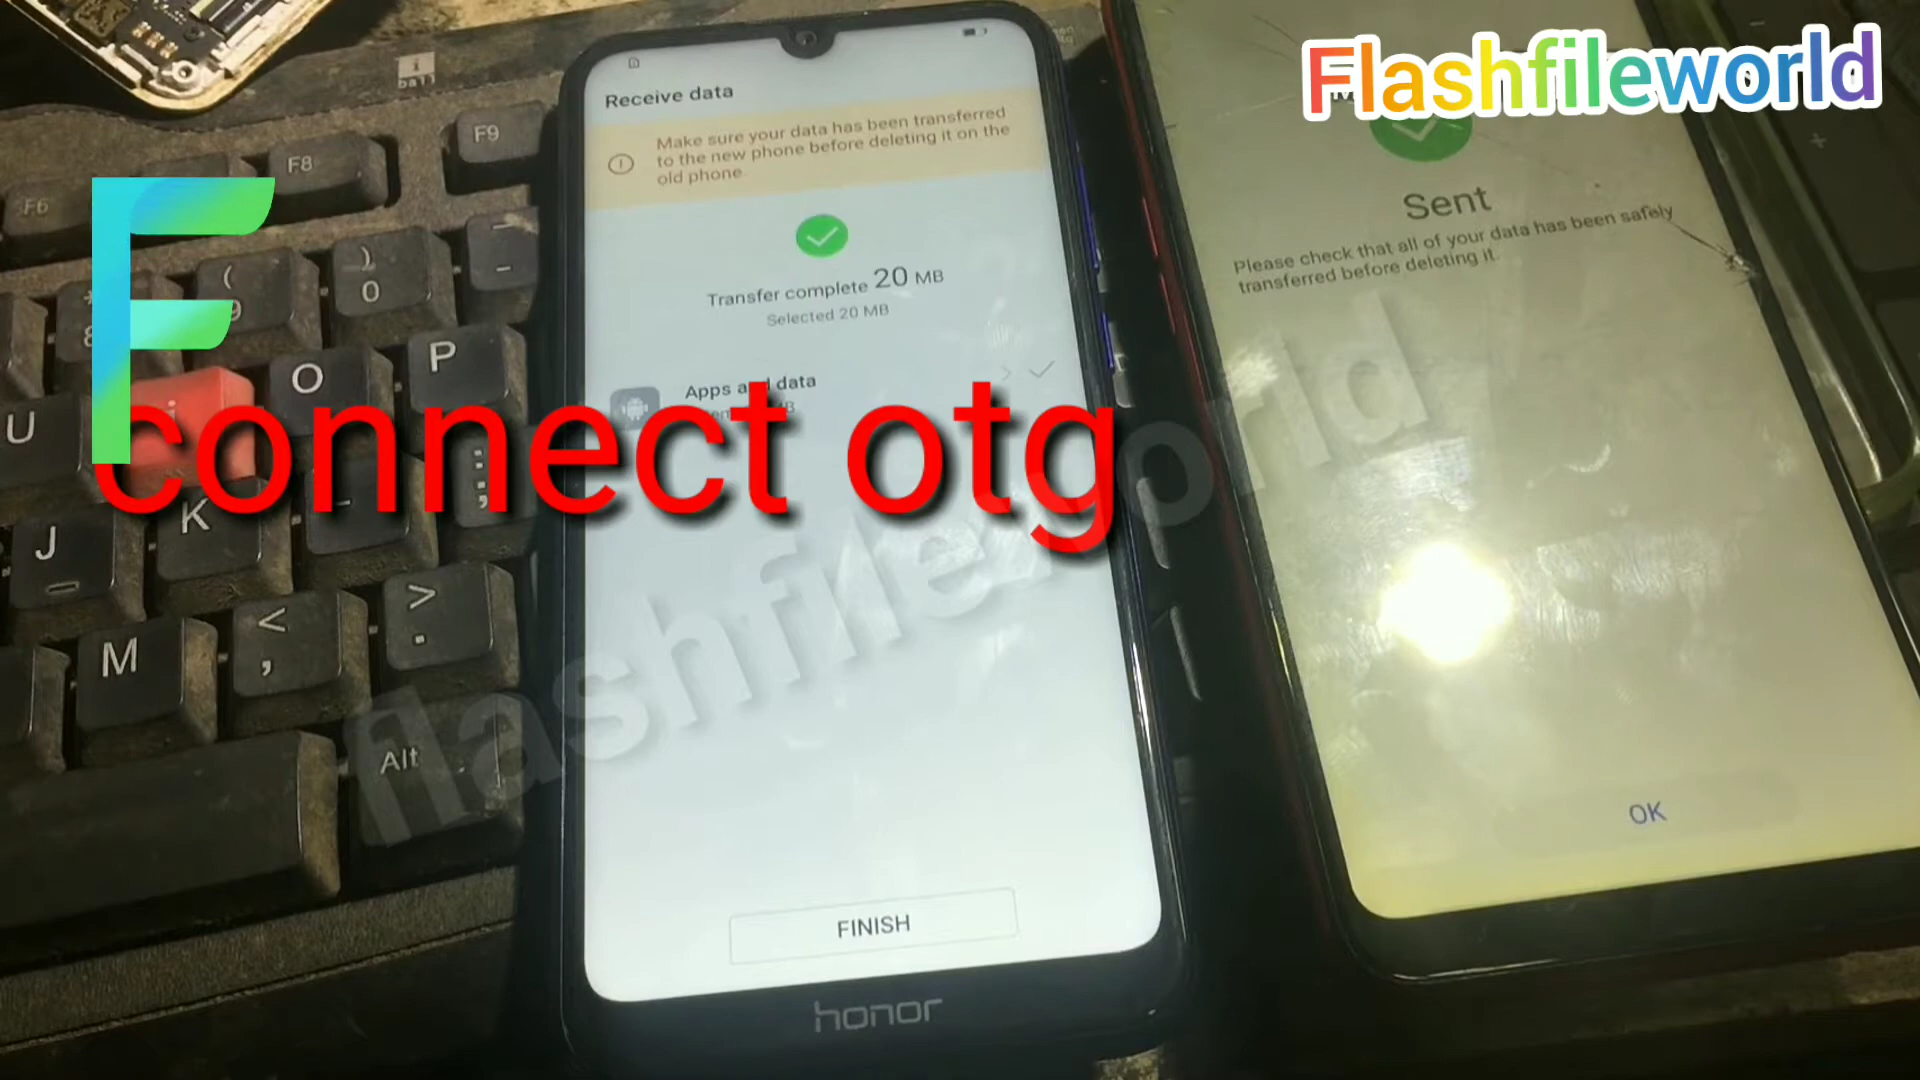 Flashfileworld
i
ball
F6
F8
F9
F
(
9
)
0
-
8
U
O
P
J
K
M
<
,
>
.
:
;
Alt
Receive data
Make sure your data has been transferred
to the new phone before deleting it on the
old phone.
Transfer complete 20 MB
Selected 20 MB
Apps and data
connect otg
flashfileworld
FINISH
honor
Sent
Please check that all of your data has been safely
transferred before deleting it.
OK